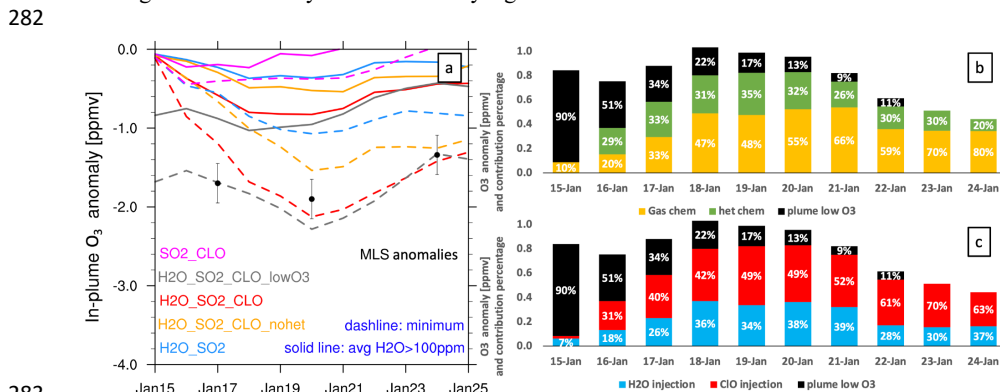 282
In-plume O3 anomaly [ppmv]
0.0
-1.0
-2.0
-3.0
-4.0
a
SO2_CLO
MLS anomalies
H2O_SO2_CLO_lowO3
H2O_SO2_CLO
H2O_SO2_CLO_nohet
dashline: minimum
H2O_SO2
solid line: avg H2O>100ppm
Jan15 Jan17 Jan19 Jan21 Jan23 Jan25
O3 anomaly [ppmv]
and contribution percentage
1.0
0.8
0.6
0.4
0.2
0.0
b
22% 17% 13%
90% 51% 34% 9% 11%
31% 35% 32% 26%
29% 33% 30% 30% 20%
10% 20% 33% 47% 48% 55% 66% 59% 70% 80%
15-Jan 16-Jan 17-Jan 18-Jan 19-Jan 20-Jan 21-Jan 22-Jan 23-Jan 24-Jan
Gas chem het chem plume low O3
O3 anomaly [ppmv]
and contribution percentage
1.0
0.8
0.6
0.4
0.2
0.0
c
22% 17% 13%
90% 51% 34% 9% 11%
42% 49% 49% 52%
31% 40% 61% 70% 63%
7% 18% 26% 36% 34% 38% 39% 28% 30% 37%
15-Jan 16-Jan 17-Jan 18-Jan 19-Jan 20-Jan 21-Jan 22-Jan 23-Jan 24-Jan
H2O injection ClO injection plume low O3